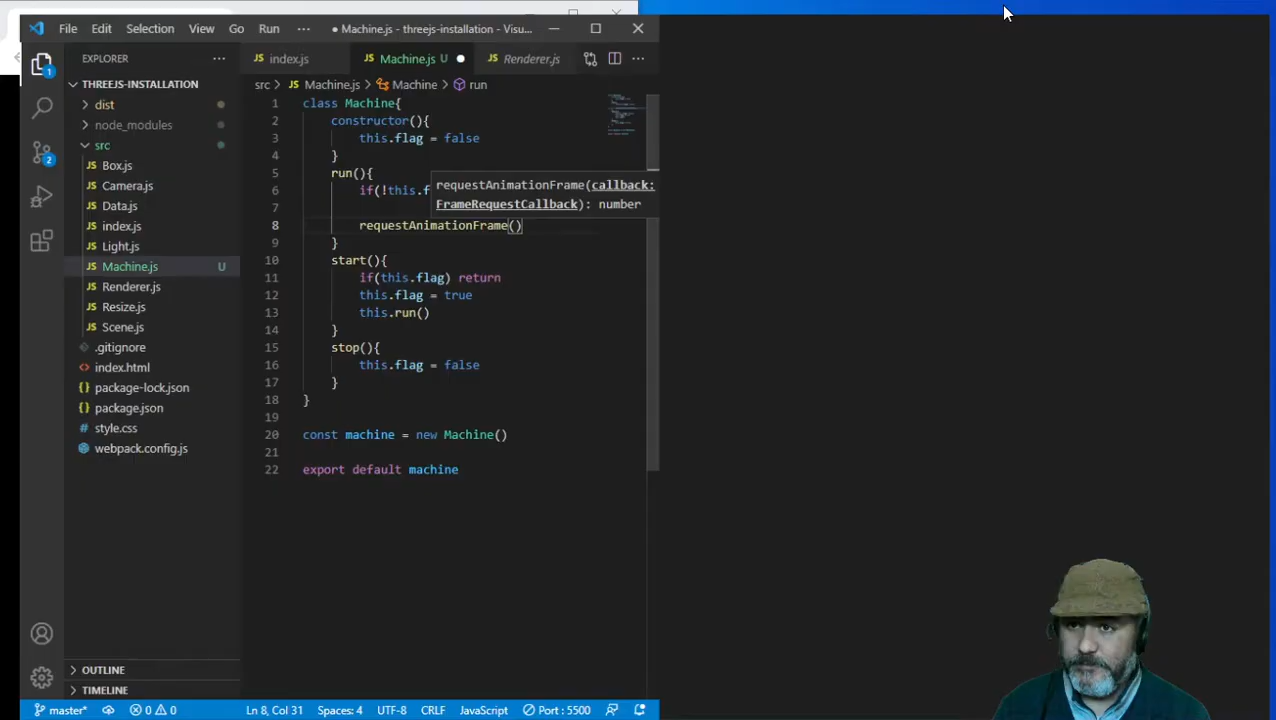 File Edit Selection View Go Run ··· ● Machine.js - threejs-installation - Visu...
EXPLORER ···
THREEJS-INSTALLATION
dist
node_modules
src
JS Box.js
JS Camera.js
JS Data.js
JS index.js
JS Light.js
JS Machine.js U
JS Renderer.js
JS Resize.js
JS Scene.js
.gitignore
<> index.html
{} package-lock.json
{} package.json
# style.css
webpack.config.js
OUTLINE
TIMELINE
1
2
JS index.js JS Machine.js U ● JS Renderer.js ···
src > JS Machine.js > Machine > run
1 class Machine{
2 constructor(){
3 this.flag = false
4 }
5 run(){
6 if(!this.f
7
8 requestAnimationFrame()
9 }
10 start(){
11 if(this.flag) return
12 this.flag = true
13 this.run()
14 }
15 stop(){
16 this.flag = false
17 }
18 }
19
20 const machine = new Machine()
21
22 export default machine
requestAnimationFrame(callback:
FrameRequestCallback): number
master* 0 0 Ln 8, Col 31 Spaces: 4 UTF-8 CRLF JavaScript Port : 5500